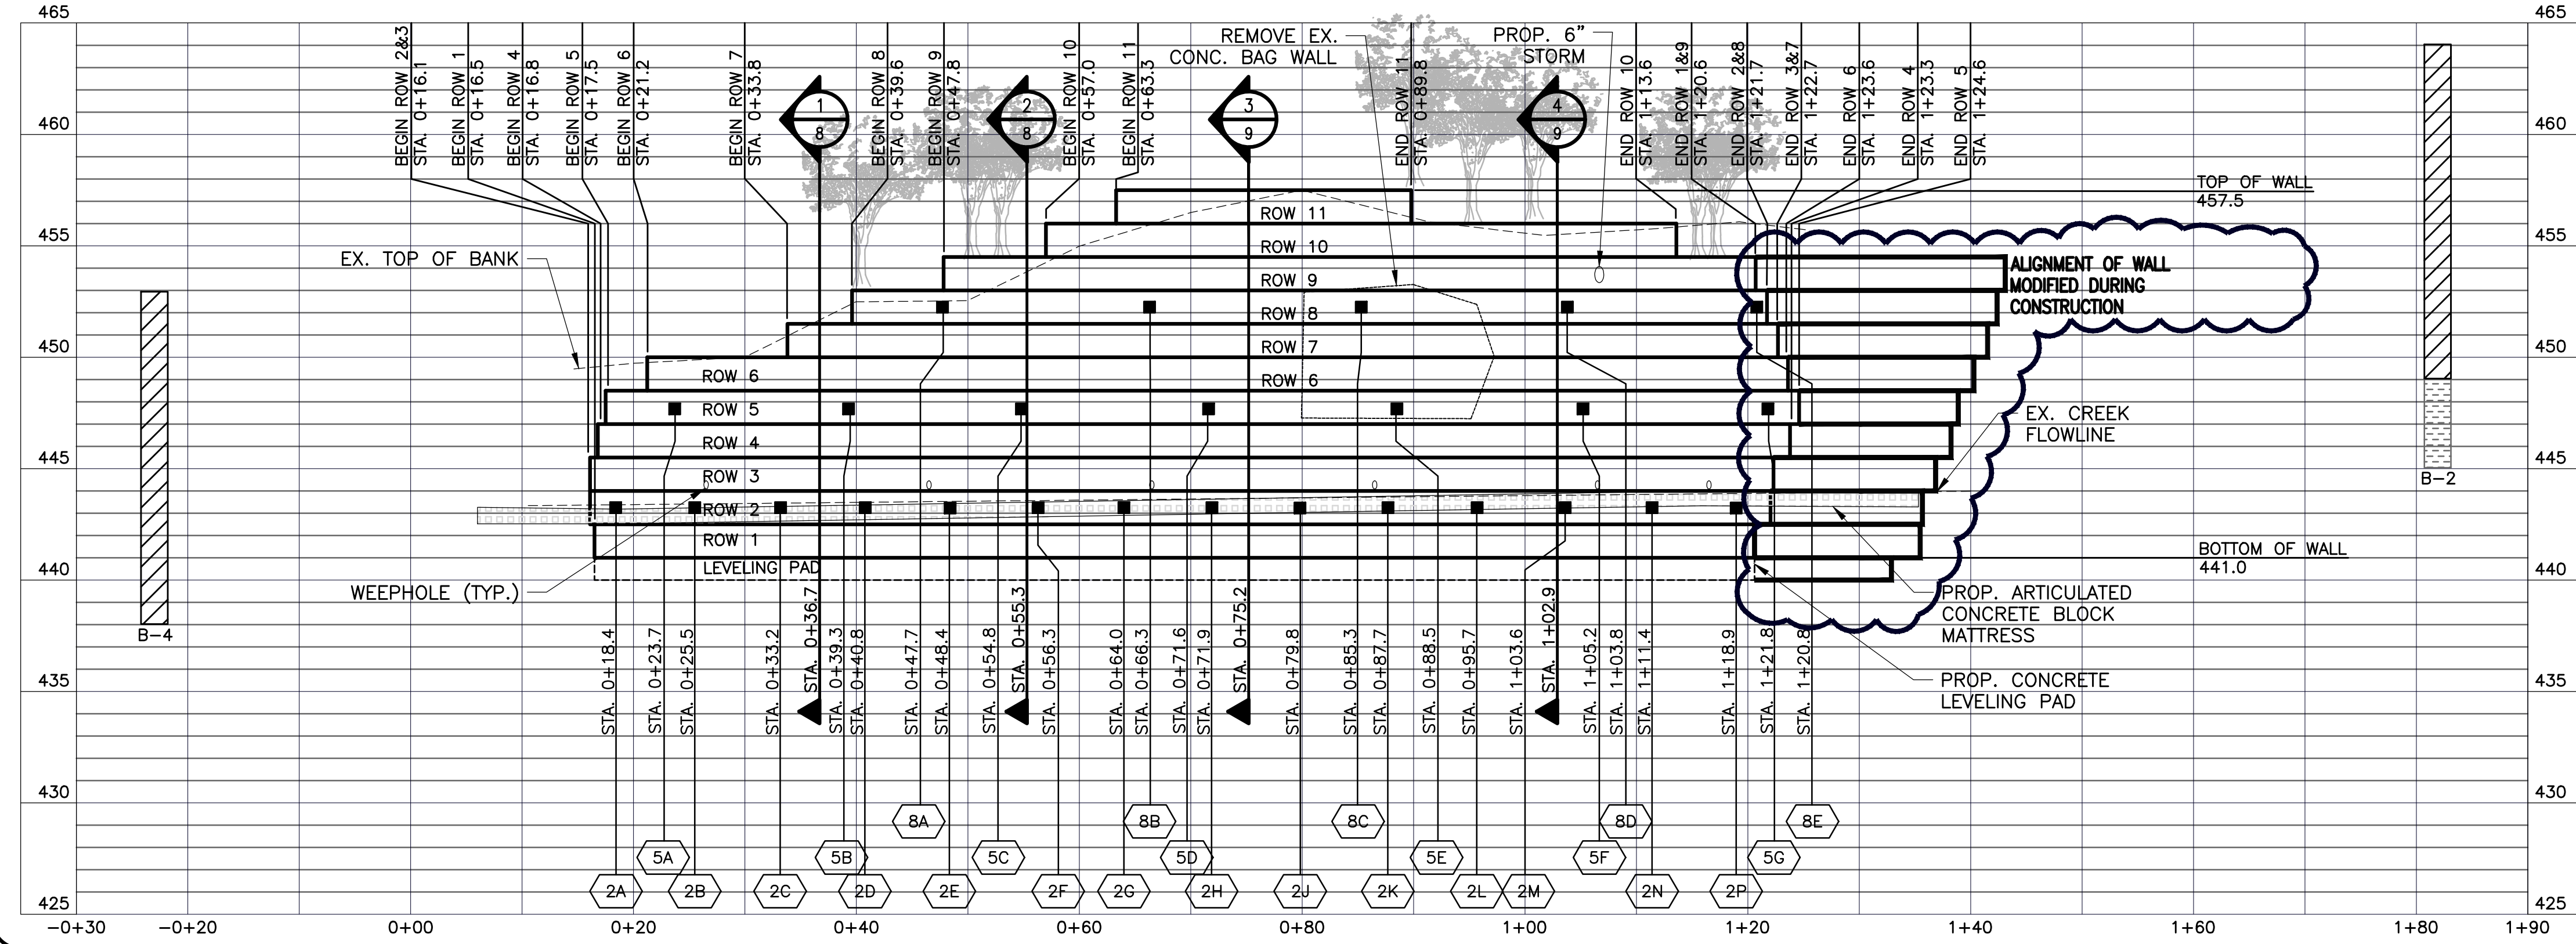 465
465
460
460
455
455
450
450
445
445
440
440
435
435
430
430
425
425
BEGIN ROW 2&3
STA. 0+16.1
BEGIN ROW 1
STA. 0+16.5
BEGIN ROW 4
STA. 0+16.8
BEGIN ROW 5
STA. 0+17.5
BEGIN ROW 6
STA. 0+21.2
BEGIN ROW 7
STA. 0+33.8
BEGIN ROW 8
STA. 0+39.6
BEGIN ROW 9
STA. 0+47.8
BEGIN ROW 10
STA. 0+57.0
BEGIN ROW 11
STA. 0+63.3
END ROW 11
STA. 0+89.8
END ROW 10
STA. 1+13.6
END ROW 1&9
STA. 1+20.6
END ROW 2&8
STA. 1+21.7
END ROW 3&7
STA. 1+22.7
END ROW 6
STA. 1+23.6
END ROW 4
STA. 1+23.3
END ROW 5
STA. 1+24.6
REMOVE EX.
CONC. BAG WALL
PROP. 6"
STORM
1
8
2
8
3
9
4
9
TOP OF WALL
457.5
EX. TOP OF BANK
ALIGNMENT OF WALL
MODIFIED DURING
CONSTRUCTION
ROW 11
ROW 10
ROW 9
ROW 8
ROW 7
ROW 6
ROW 6
ROW 5
ROW 4
ROW 3
ROW 2
ROW 1
LEVELING PAD
EX. CREEK
FLOWLINE
B-2
BOTTOM OF WALL
441.0
WEEPHOLE (TYP.)
PROP. ARTICULATED
CONCRETE BLOCK
MATTRESS
B-4
PROP. CONCRETE
LEVELING PAD
STA. 0+18.4
STA. 0+23.7
STA. 0+25.5
STA. 0+33.2
STA. 0+36.7
STA. 0+39.3
STA. 0+40.8
STA. 0+47.7
STA. 0+48.4
STA. 0+54.8
STA. 0+55.3
STA. 0+56.3
STA. 0+64.0
STA. 0+66.3
STA. 0+71.6
STA. 0+71.9
STA. 0+75.2
STA. 0+79.8
STA. 0+85.3
STA. 0+87.7
STA. 0+88.5
STA. 0+95.7
STA. 1+03.6
STA. 1+02.9
STA. 1+05.2
STA. 1+03.8
STA. 1+11.4
STA. 1+18.9
STA. 1+21.8
STA. 1+20.8
8A
8B
8C
8D
8E
5A
5B
5C
5D
5E
5F
5G
2A
2B
2C
2D
2E
2F
2G
2H
2J
2K
2L
2M
2N
2P
-0+30
-0+20
0+00
0+20
0+40
0+60
0+80
1+00
1+20
1+40
1+60
1+80
1+90